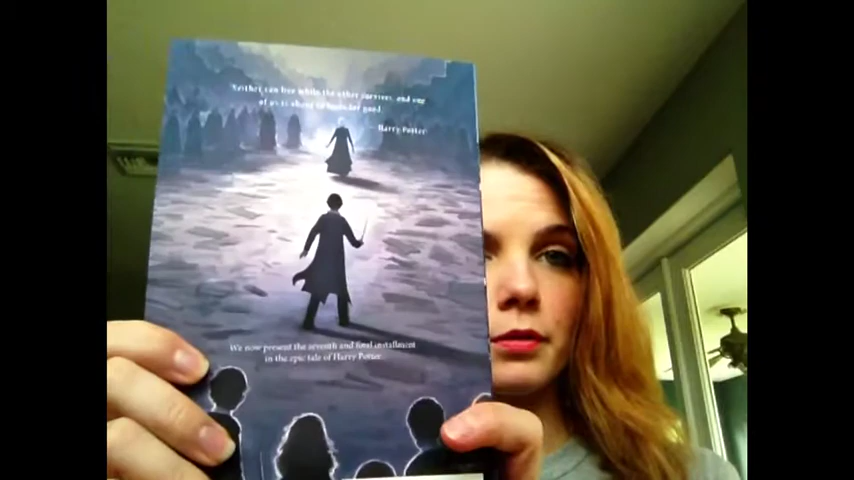 "Neither can live while the other survives, and one
of us is about to leave for good."
—Harry Potter
We now present the seventh and final installment
in the epic tale of Harry Potter.